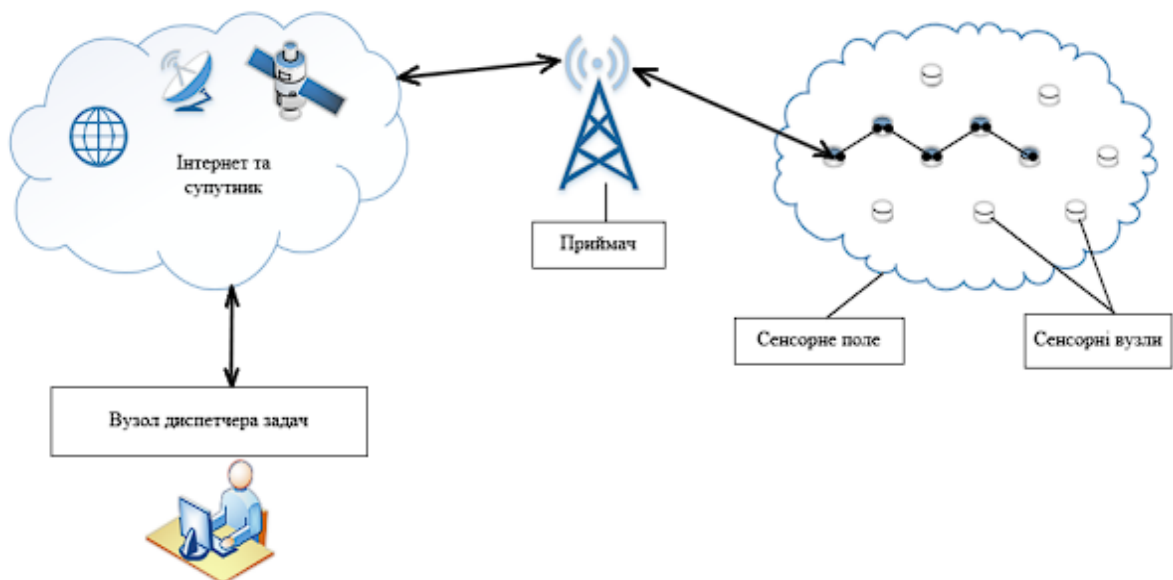 Інтернет та
супутник
Приймач
Сенсорне поле
Сенсорні вузли
Вузол диспетчера задач